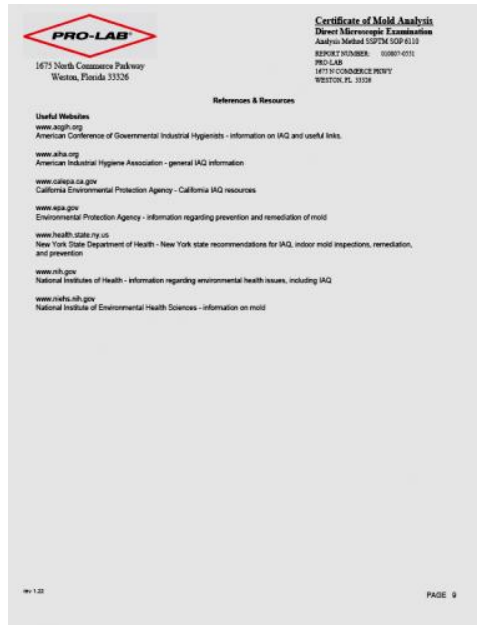 PRO-LAB®
1675 North Commerce Parkway
Weston, Florida 33326
Certificate of Mold Analysis
Direct Microscopic Examination
Analysis Method SSPTM SOP 6110
REPORT NUMBER: 010807-0551
PRO-LAB
1675 N COMMERCE PKWY
WESTON, FL 33326
References & Resources
Useful Websites
www.acgih.org
American Conference of Governmental Industrial Hygienists - information on IAQ and useful links.
www.aiha.org
American Industrial Hygiene Association - general IAQ information
www.calepa.ca.gov
California Environmental Protection Agency - California IAQ resources
www.epa.gov
Environmental Protection Agency - information regarding prevention and remediation of mold
www.health.state.ny.us
New York State Department of Health - New York state recommendations for IAQ, indoor mold inspections, remediation,
and prevention
www.nih.gov
National Institutes of Health - information regarding environmental health issues, including IAQ
www.niehs.nih.gov
National Institute of Environmental Health Sciences - information on mold
rev 1.22
PAGE 9